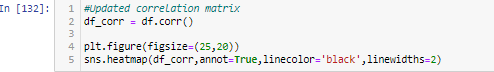 In [132]:
1 #Updated correlation matrix
2 df_corr = df.corr()
3
4 plt.figure(figsize=(25,20))
5 sns.heatmap(df_corr,annot=True,linecolor='black',linewidths=2)